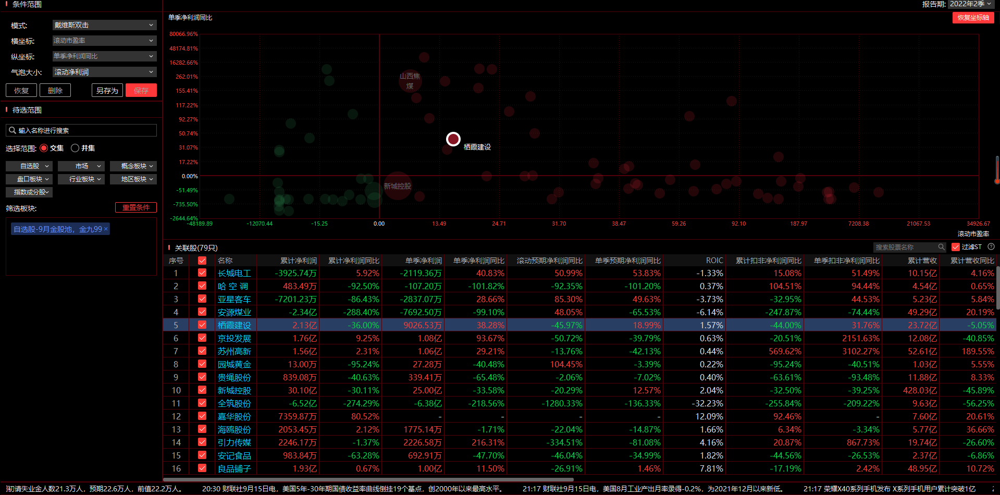 条件范围
报告期: 2022年2季
模式: 戴维斯双击
横坐标: 滚动市盈率
纵坐标: 单季净利润同比
气泡大小: 滚动净利润
恢复 删除 另存为 保存
待选范围
输入名称进行搜索
选择范围: 交集 并集
自选股 市场 概念板块
盘口板块 行业板块 地区板块
指数成分股
筛选板块: 重置条件
自选股-9月金股池，金九99 ×
单季净利润同比
恢复坐标轴
80066.96%
48174.81%
16282.66%
262.01%
155.41%
117.22%
92.27%
50.74%
31.07%
17.22%
0.00%
-51.49%
-735.50%
-2644.64%
山西焦
煤
栖霞建设
新城控股
-48189.89 -12070.44 -15.25 0.00 13.49 24.71 31.70 38.47 59.26 92.10 187.97 7208.38 21067.53 34926.67
滚动市盈率
关联股(79只) 搜索股票名称 过滤ST ?
序号 名称 累计净利润 累计净利润同比 单季净利润 单季净利润同比 滚动预期净利润同比 单季预期净利润同比 ROIC 累计扣非净利润同比 单季扣非净利润同比 累计营收 累计营收同比
1 长城电工 -3925.74万 5.92% -2119.36万 40.83% 50.99% 53.83% -1.33% 15.08% 51.49% 10.15亿 4.16%
2 哈 空 调 483.49万 -92.50% -107.20万 -101.82% -92.35% -101.20% 0.37% 104.51% 94.44% 4.54亿 0.65%
3 亚星客车 -7201.23万 -86.43% -2837.07万 28.66% 85.30% 49.63% -3.73% -32.95% 44.53% 5.23亿 5.84%
4 安源煤业 -2.34亿 -288.40% -7692.50万 -99.10% 48.05% -65.53% -6.14% -247.87% -74.44% 49.29亿 20.19%
5 栖霞建设 2.13亿 -36.00% 9026.53万 38.28% -45.97% 18.99% 1.57% -44.00% 31.76% 23.72亿 -5.05%
6 京投发展 1.76亿 9.25% 1.08亿 93.67% -50.72% -39.79% 0.63% -20.51% 2151.63% 12.08亿 -40.85%
7 苏州高新 1.56亿 2.31% 1.06亿 29.21% -13.76% -42.13% 0.44% 569.62% 3102.27% 52.61亿 189.55%
8 园城黄金 13.00万 -95.24% 27.28万 -40.48% 104.45% -3.39% 0.22% -95.24% -40.51% 1.03亿 5.55%
9 贵绳股份 839.08万 -40.63% 339.41万 -65.48% -2.06% -7.02% 0.40% -63.61% -93.48% 11.88亿 8.33%
10 新城控股 30.10亿 -30.11% 25.00亿 -33.58% -20.29% 12.57% 2.04% -32.50% -39.25% 428.03亿 -45.89%
11 全筑股份 -6.52亿 -274.29% -6.38亿 -218.56% -1280.33% -136.33% -32.23% -255.84% -209.22% 9.63亿 -56.25%
12 嘉华股份 7359.87万 80.52% - - - - 12.09% 92.46% - 7.60亿 20.61%
13 海鸥股份 2053.45万 2.12% 1775.14万 -1.71% -22.04% -14.87% 1.66% 6.34% -3.34% 5.77亿 36.66%
14 引力传媒 2246.17万 -1.37% 2226.58万 216.31% -334.51% -81.08% 4.16% 20.87% 867.73% 19.74亿 -26.60%
15 安记食品 983.84万 -63.28% 692.91万 -47.70% -46.04% -34.99% 1.82% -44.56% -26.53% 2.37亿 -6.86%
16 良品铺子 1.93亿 0.67% 1.00亿 11.50% -26.91% 1.46% 7.81% -17.19% 2.42% 48.95亿 10.72%
初请失业金人数21.3万人，预期22.6万人，前值22.2万人。 20:30 财联社9月15日电，美国5年-30年期国债收益率曲线倒挂19个基点，创2000年以来最高水平。 21:17 财联社9月15日电，美国8月工业产出月率录得-0.2%，为2021年12月以来新低。 21:17 荣耀X40系列手机发布 X系列手机用户累计突破1亿